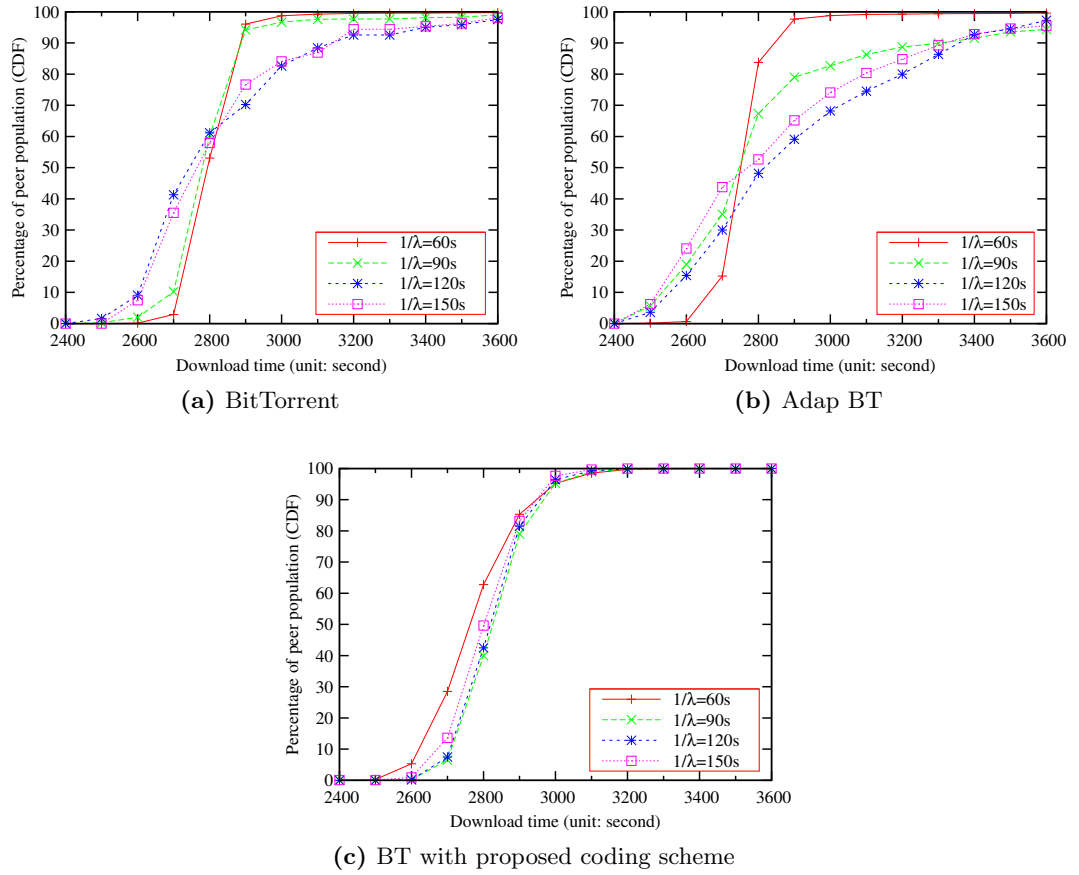 Percentage of peer population (CDF)
100
90
80
70
60
50
40
30
20
10
0
2400 2600 2800 3000 3200 3400 3600
Download time (unit: second)
1/λ=60s
1/λ=90s
1/λ=120s
1/λ=150s
(a) BitTorrent
Percentage of peer population (CDF)
100
90
80
70
60
50
40
30
20
10
0
2400 2600 2800 3000 3200 3400 3600
Download time (unit: second)
1/λ=60s
1/λ=90s
1/λ=120s
1/λ=150s
(b) Adap BT
Percentage of peer population (CDF)
100
90
80
70
60
50
40
30
20
10
0
2400 2600 2800 3000 3200 3400 3600
Download time (unit: second)
1/λ=60s
1/λ=90s
1/λ=120s
1/λ=150s
(c) BT with proposed coding scheme